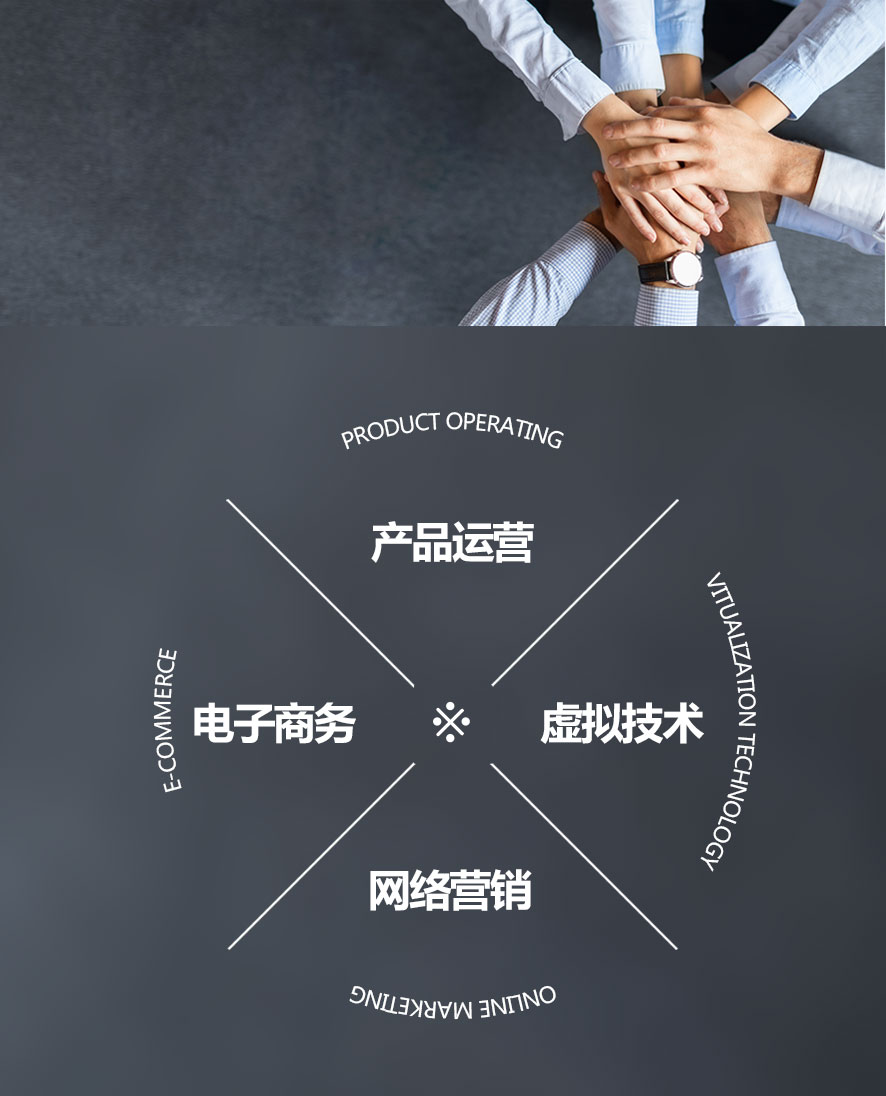 PRODUCT OPERATING
产品运营
VITUALIZATION TECHNOLOGY
E-COMMERCE
电子商务
※
虚拟技术
网络营销
ONLINE MARKETING